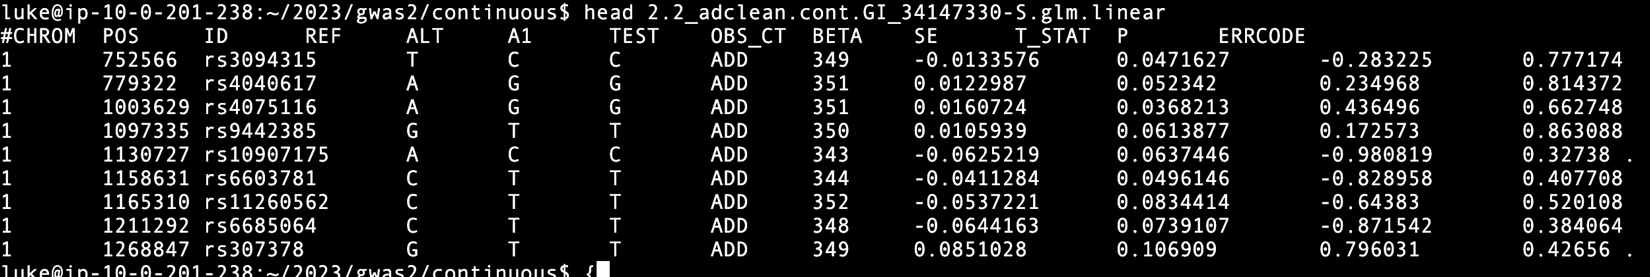 luke@ip-10-0-201-238:~/2023/gwas2/continuous$ head 2.2_adclean.cont.GI_34147330-S.glm.linear
#CHROM POS ID REF ALT A1 TEST OBS_CT BETA SE T_STAT P ERRCODE
1 752566 rs3094315 T C C ADD 349 -0.0133576 0.0471627 -0.283225 0.777174
1 779322 rs4040617 A G G ADD 351 0.0122987 0.052342 0.234968 0.814372
1 1003629 rs4075116 A G G ADD 351 0.0160724 0.0368213 0.436496 0.662748
1 1097335 rs9442385 G T T ADD 350 0.0105939 0.0613877 0.172573 0.863088
1 1130727 rs10907175 A C C ADD 343 -0.0625219 0.0637446 -0.980819 0.32738 .
1 1158631 rs6603781 C T T ADD 344 -0.0411284 0.0496146 -0.828958 0.407708
1 1165310 rs11260562 C T T ADD 352 -0.0537221 0.0834414 -0.64383 0.520108
1 1211292 rs6685064 C T T ADD 348 -0.0644163 0.0739107 -0.871542 0.384064
1 1268847 rs307378 G T T ADD 349 0.0851028 0.106909 0.796031 0.42656 .
luke@ip-10-0-201-238:~/2023/gwas2/continuous$ {